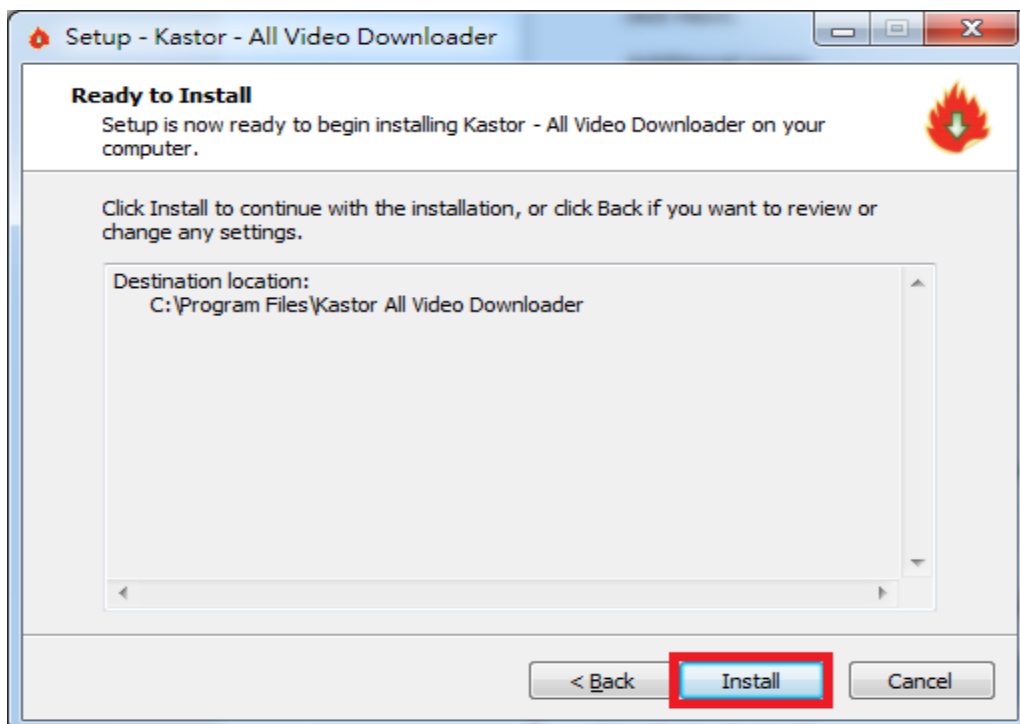 Setup - Kastor - All Video Downloader
Ready to Install
Setup is now ready to begin installing Kastor - All Video Downloader on your
computer.
Click Install to continue with the installation, or click Back if you want to review or
change any settings.
Destination location:
C:\Program Files\Kastor All Video Downloader
< Back
Install
Cancel